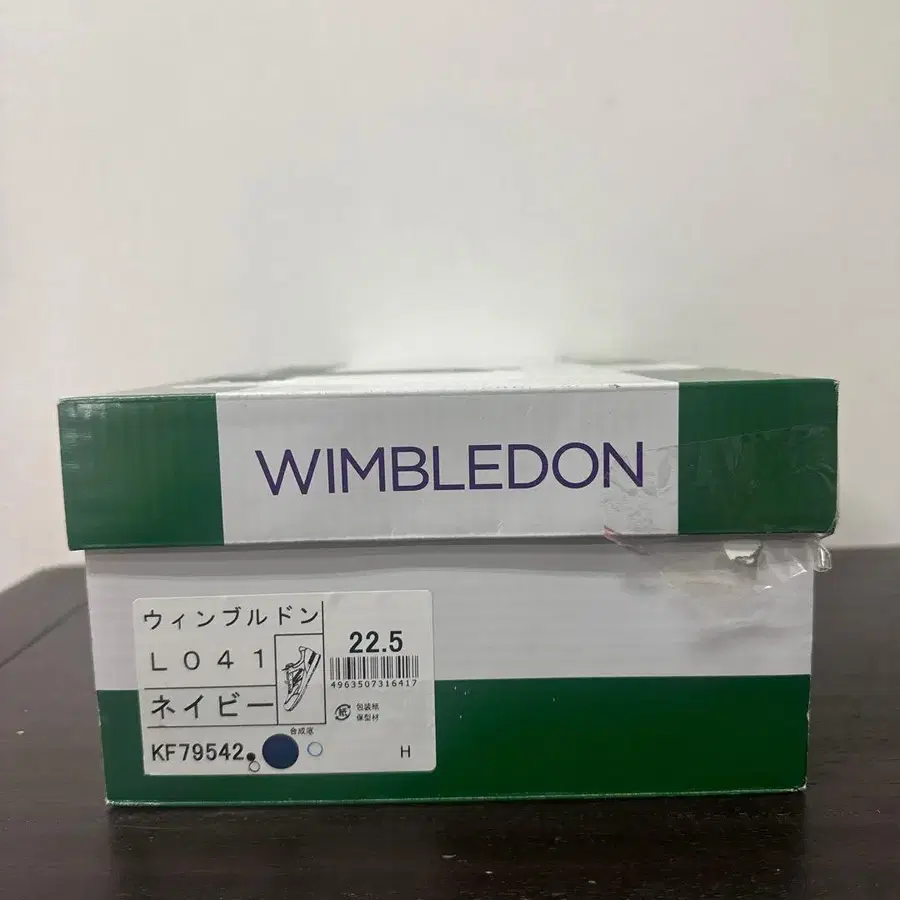 WIMBLEDON
ウィンブルドン
L041
22.5
4963507316417
ネイビー
紙
包装紙
保型材
合成底
KF79542
H